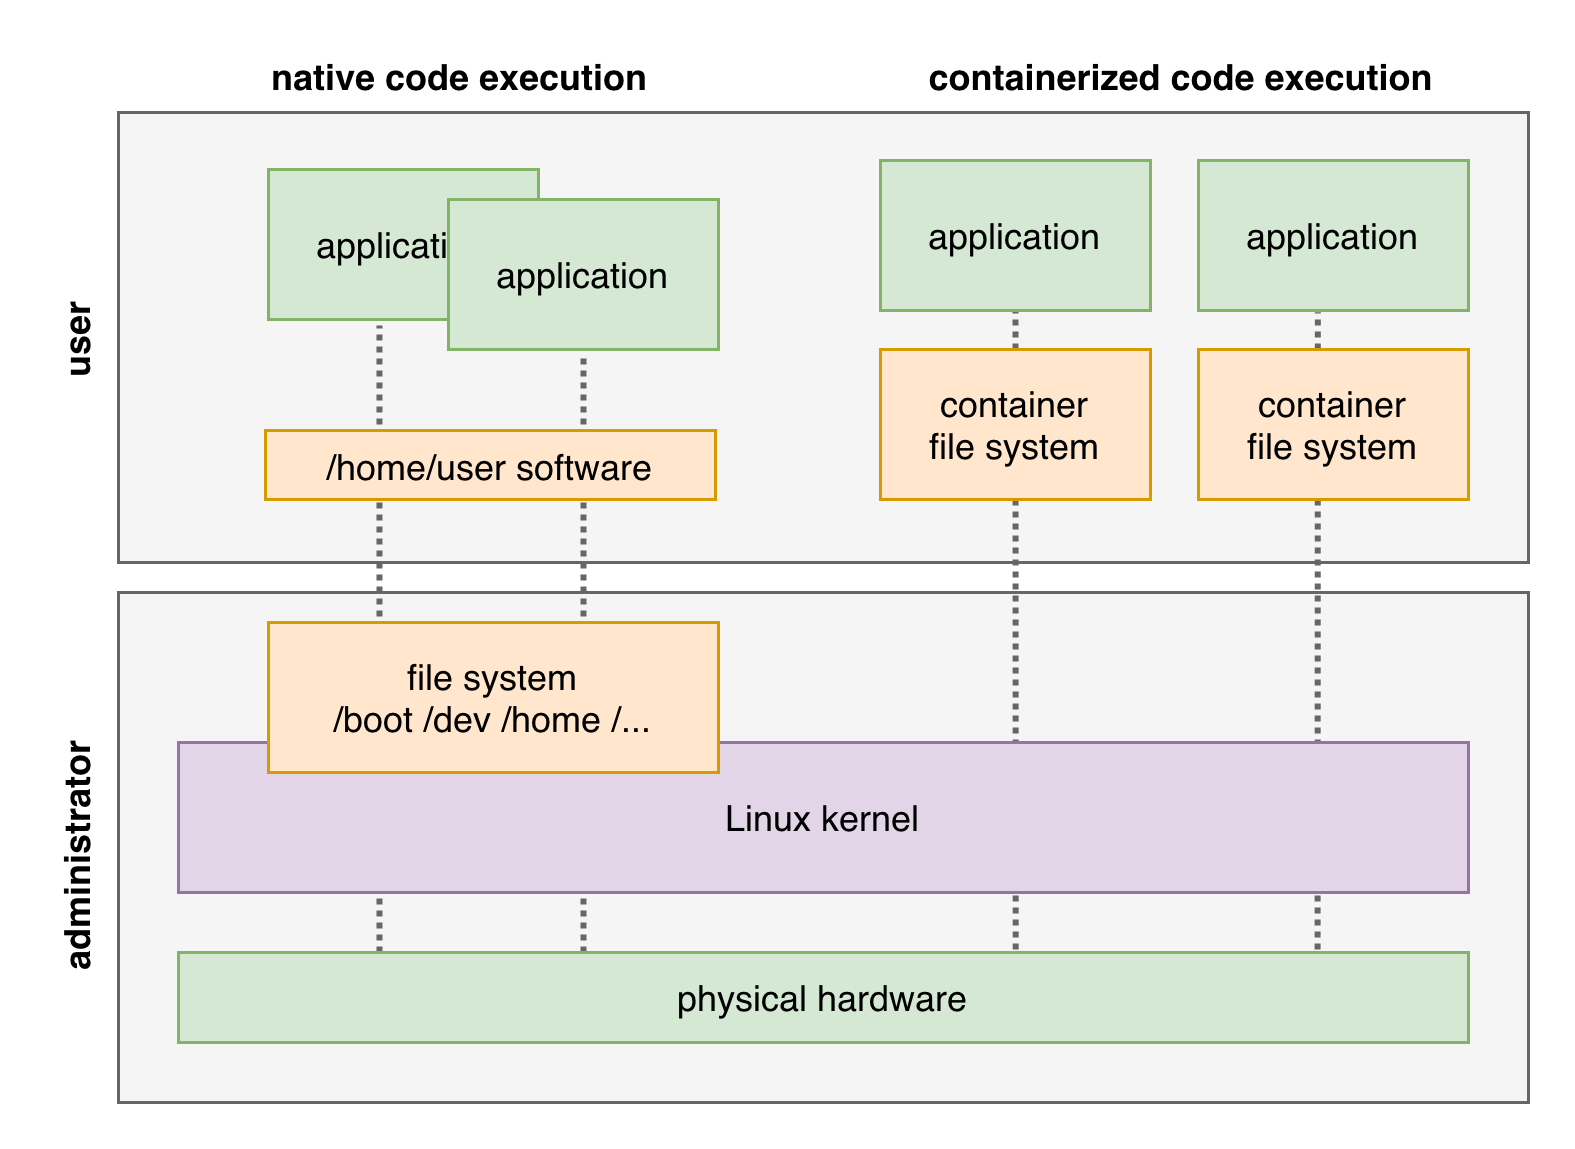 native code execution
containerized code execution
user
applicati
application
application
application
/home/user software
container
file system
container
file system
administrator
file system
/boot /dev /home /...
Linux kernel
physical hardware